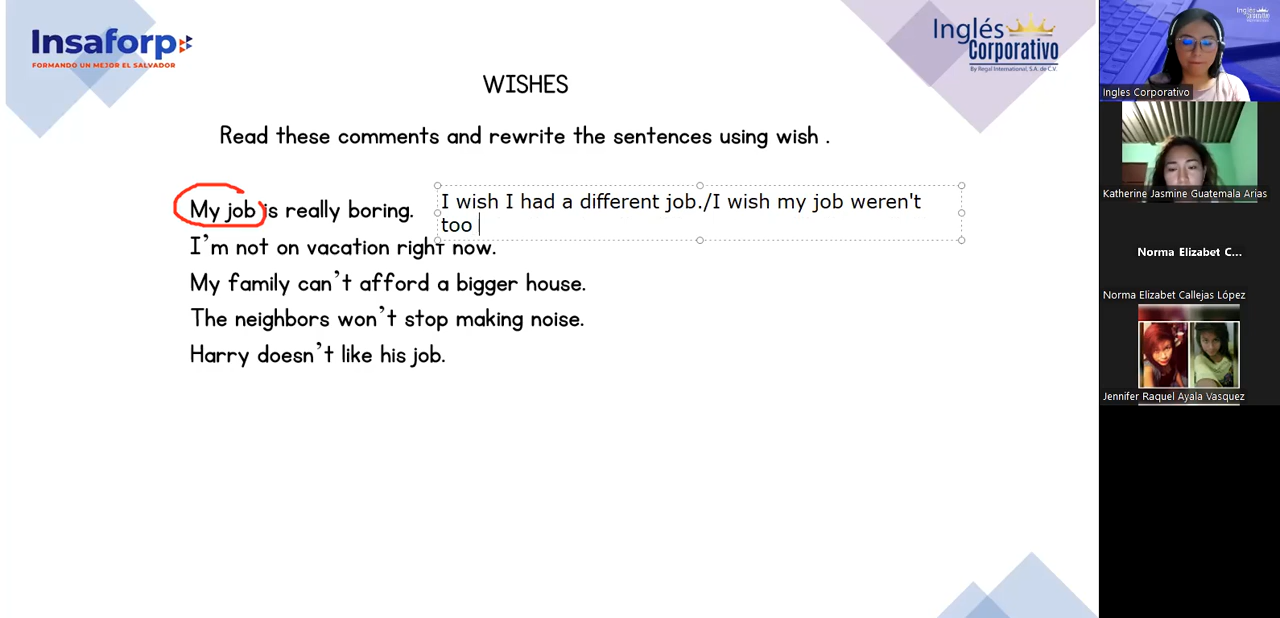 Insaforp
FORMANDO UN MEJOR EL SALVADOR
Inglés
Corporativo
By Regal International, S.A. de C.V.
WISHES
Read these comments and rewrite the sentences using wish .
My job is really boring.
I wish I had a different job./I wish my job weren't
too
I'm not on vacation right now.
My family can't afford a bigger house.
The neighbors won't stop making noise.
Harry doesn't like his job.
Inglés
Ingles Corporativo
Katherine Jasmine Guatemala Arias
Norma Elizabet C...
Norma Elizabet Callejas López
Jennifer Raquel Ayala Vasquez